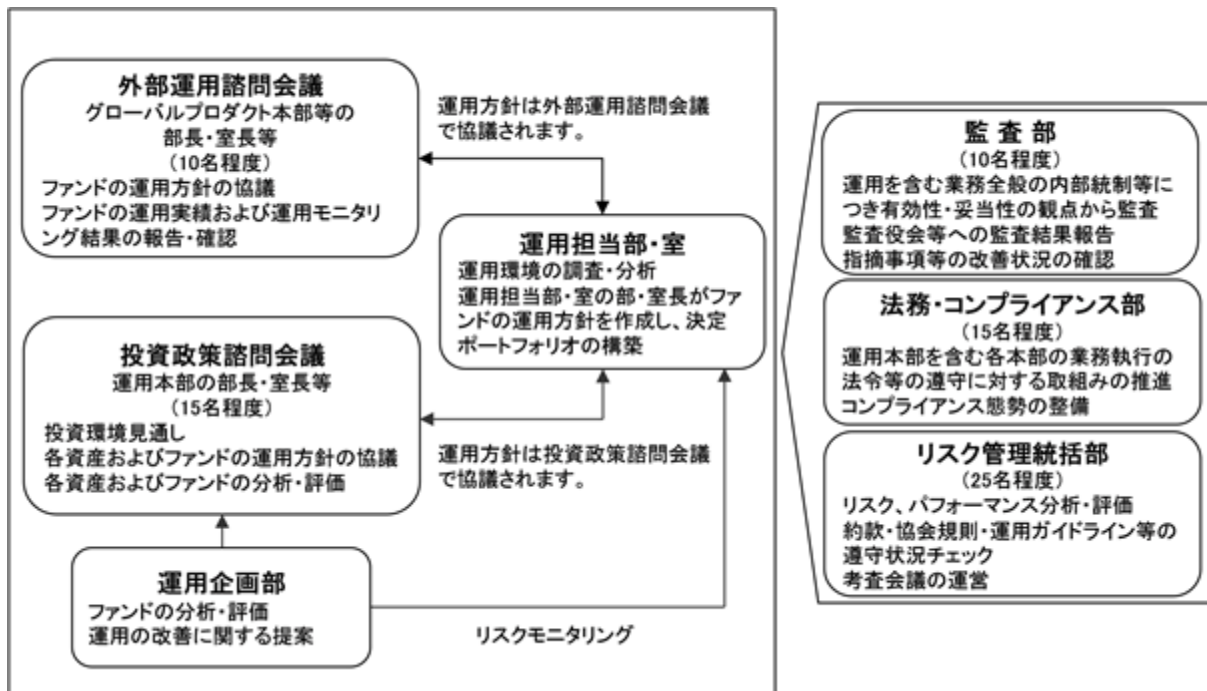 外部運用諮問会議
グローバルプロダクト本部等の
部長・室長等
(10名程度)
ファンドの運用方針の協議
ファンドの運用実績および運用モニタリ
ング結果の報告・確認
運用方針は外部運用諮問会議
で協議されます。
運用担当部・室
運用環境の調査・分析
運用担当部・室の部・室長がファ
ンドの運用方針を作成し、決定
ポートフォリオの構築
投資政策諮問会議
運用本部の部長・室長等
(15名程度)
投資環境見通し
各資産およびファンドの運用方針の協議
各資産およびファンドの分析・評価
運用方針は投資政策諮問会議
で協議されます。
運用企画部
ファンドの分析・評価
運用の改善に関する提案
リスクモニタリング
監 査 部
(10名程度)
運用を含む業務全般の内部統制等に
つき有効性・妥当性の観点から監査
監査役会等への監査結果報告
指摘事項等の改善状況の確認
法務・コンプライアンス部
(15名程度)
運用本部を含む各本部の業務執行の
法令等の遵守に対する取組みの推進
コンプライアンス態勢の整備
リスク管理統括部
(25名程度)
リスク、パフォーマンス分析・評価
約款・協会規則・運用ガイドライン等の
遵守状況チェック
考査会議の運営